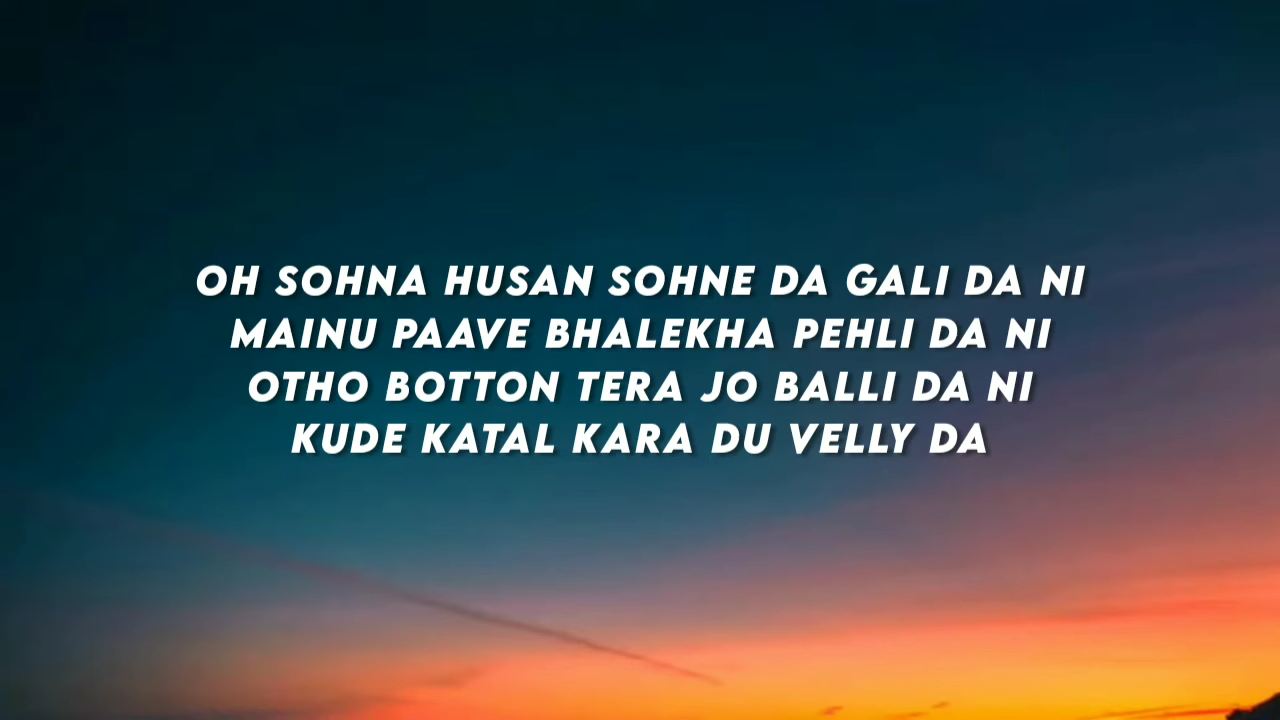 OH SOHNA HUSAN SOHNE DA GALI DA NI
MAINU PAAVE BHALEKHA PEHLI DA NI
OTHO BOTTON TERA JO BALLI DA NI
KUDE KATAL KARA DU VELLY DA